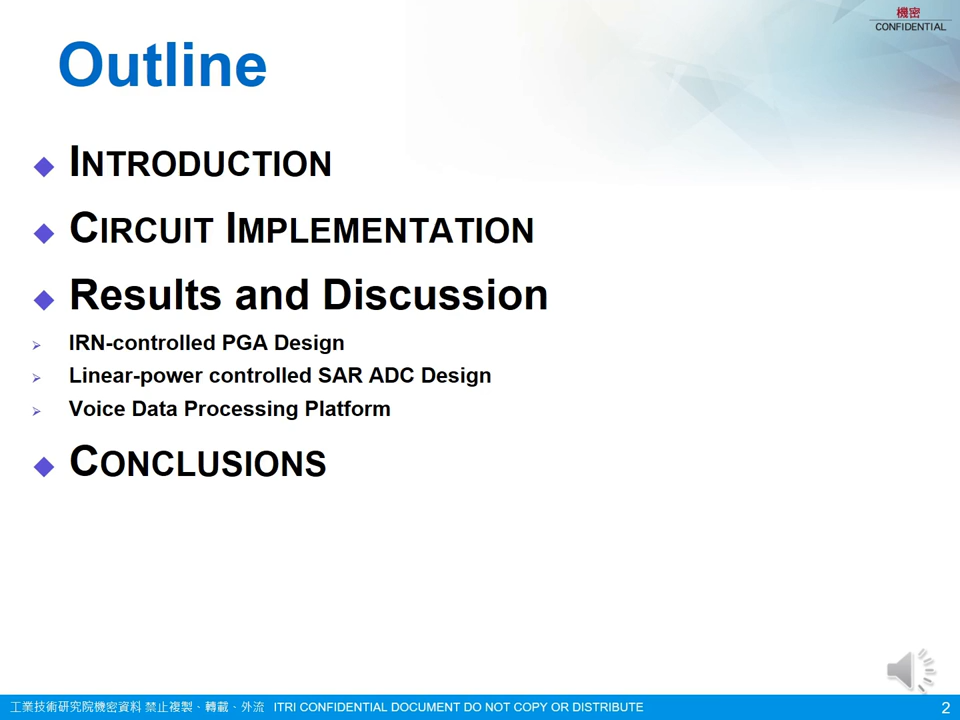 機密
CONFIDENTIAL
Outline
INTRODUCTION
CIRCUIT IMPLEMENTATION
Results and Discussion
IRN-controlled PGA Design
Linear-power controlled SAR ADC Design
Voice Data Processing Platform
CONCLUSIONS
工業技術研究院機密資料 禁止複製、轉載、外流 ITRI CONFIDENTIAL DOCUMENT DO NOT COPY OR DISTRIBUTE
2